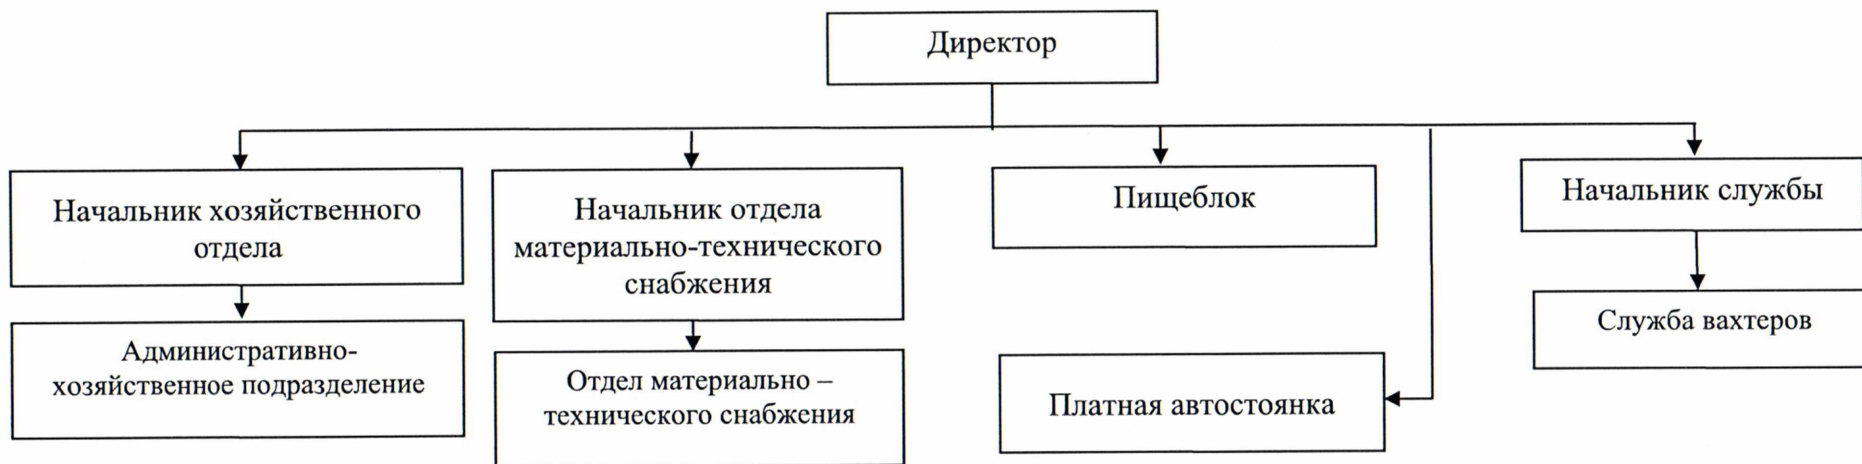 Директор
Начальник хозяйственного
отдела
Начальник отдела
материально-технического
снабжения
Пищеблок
Начальник службы
Административно-
хозяйственное подразделение
Отдел материально –
технического снабжения
Платная автостоянка
Служба вахтеров